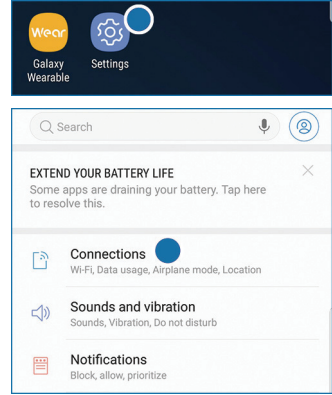 Wear
Galaxy
Wearable
Settings
Search
EXTEND YOUR BATTERY LIFE
Some apps are draining your battery. Tap here
to resolve this.
Connections
Wi-Fi, Data usage, Airplane mode, Location
Sounds and vibration
Sounds, Vibration, Do not disturb
Notifications
Block, allow, prioritize